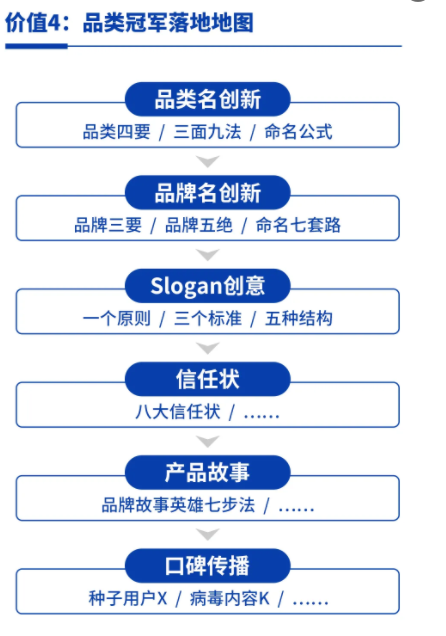 价值4：品类冠军落地地图
品类名创新
品类四要 / 三面九法 / 命名公式
品牌名创新
品牌三要 / 品牌五绝 / 命名七套路
Slogan创意
一个原则 / 三个标准 / 五种结构
信任状
八大信任状 / ……
产品故事
品牌故事英雄七步法 / ……
口碑传播
种子用户X / 病毒内容K / ……